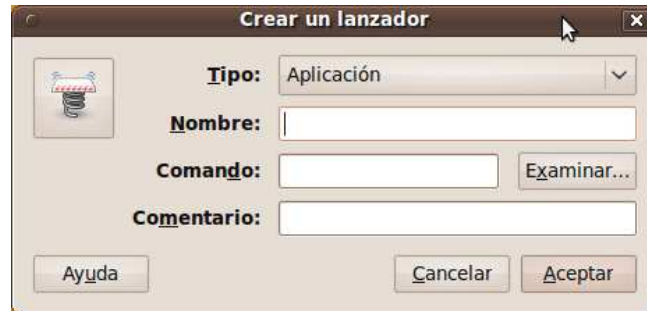 Crear un lanzador
Tipo: Aplicación
Nombre:
Comando: Examinar...
Comentario:
Ayuda Cancelar Aceptar